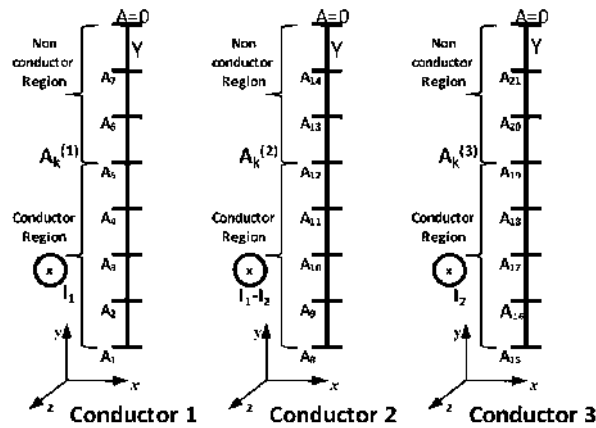 A=0
Y
Non
conductor
Region
A₇
A₆
Aₖ⁽¹⁾
A₅
A₄
Conductor
Region
A₃
x
I₁
A₂
A₁
y
x
z
Conductor 1
A=0
Y
Non
conductor
Region
A₁₄
A₁₃
Aₖ⁽²⁾
A₁₂
A₁₁
Conductor
Region
A₁₀
x
I₁-I₂
A₉
A₈
y
x
z
Conductor 2
A=0
Y
Non
conductor
Region
A₂₁
A₂₀
Aₖ⁽³⁾
A₁₉
A₁₈
Conductor
Region
A₁₇
x
I₂
A₁₆
A₁₅
y
x
z
Conductor 3